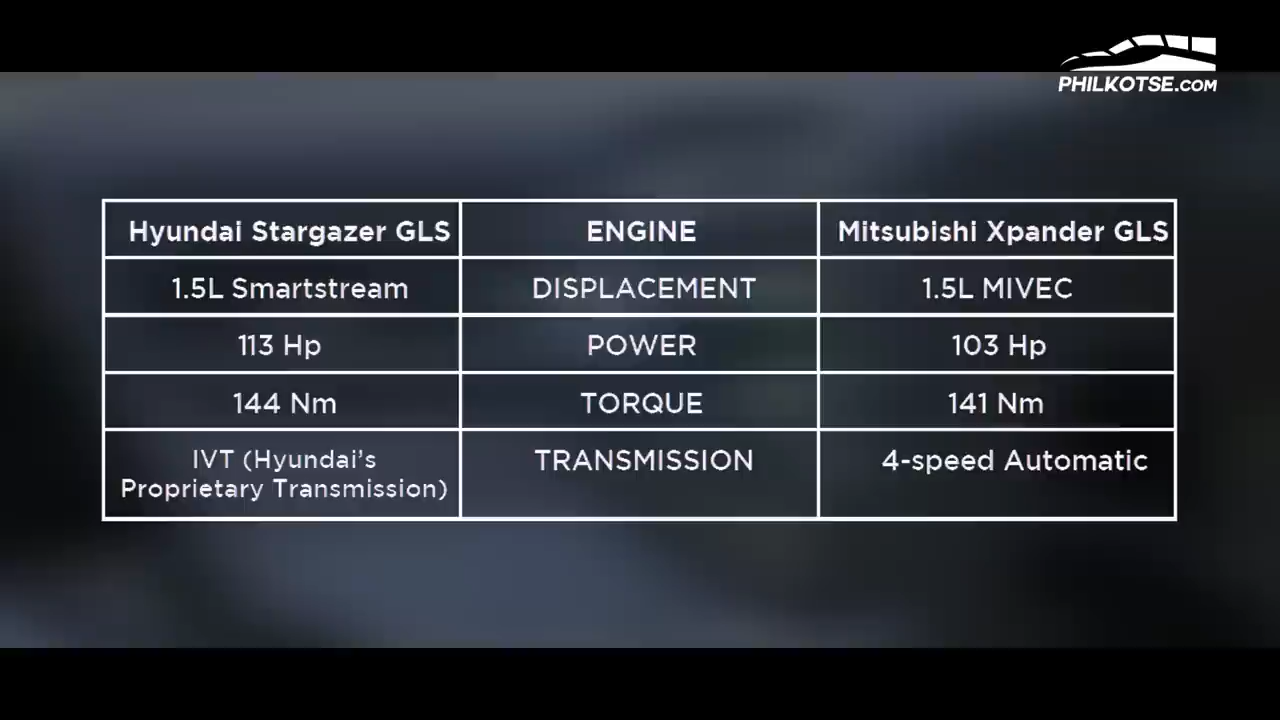 PHILKOTSE.COM
Hyundai Stargazer GLS ENGINE Mitsubishi Xpander GLS
1.5L Smartstream DISPLACEMENT 1.5L MIVEC
113 Hp POWER 103 Hp
144 Nm TORQUE 141 Nm
IVT (Hyundai's TRANSMISSION 4-speed Automatic
Proprietary Transmission)